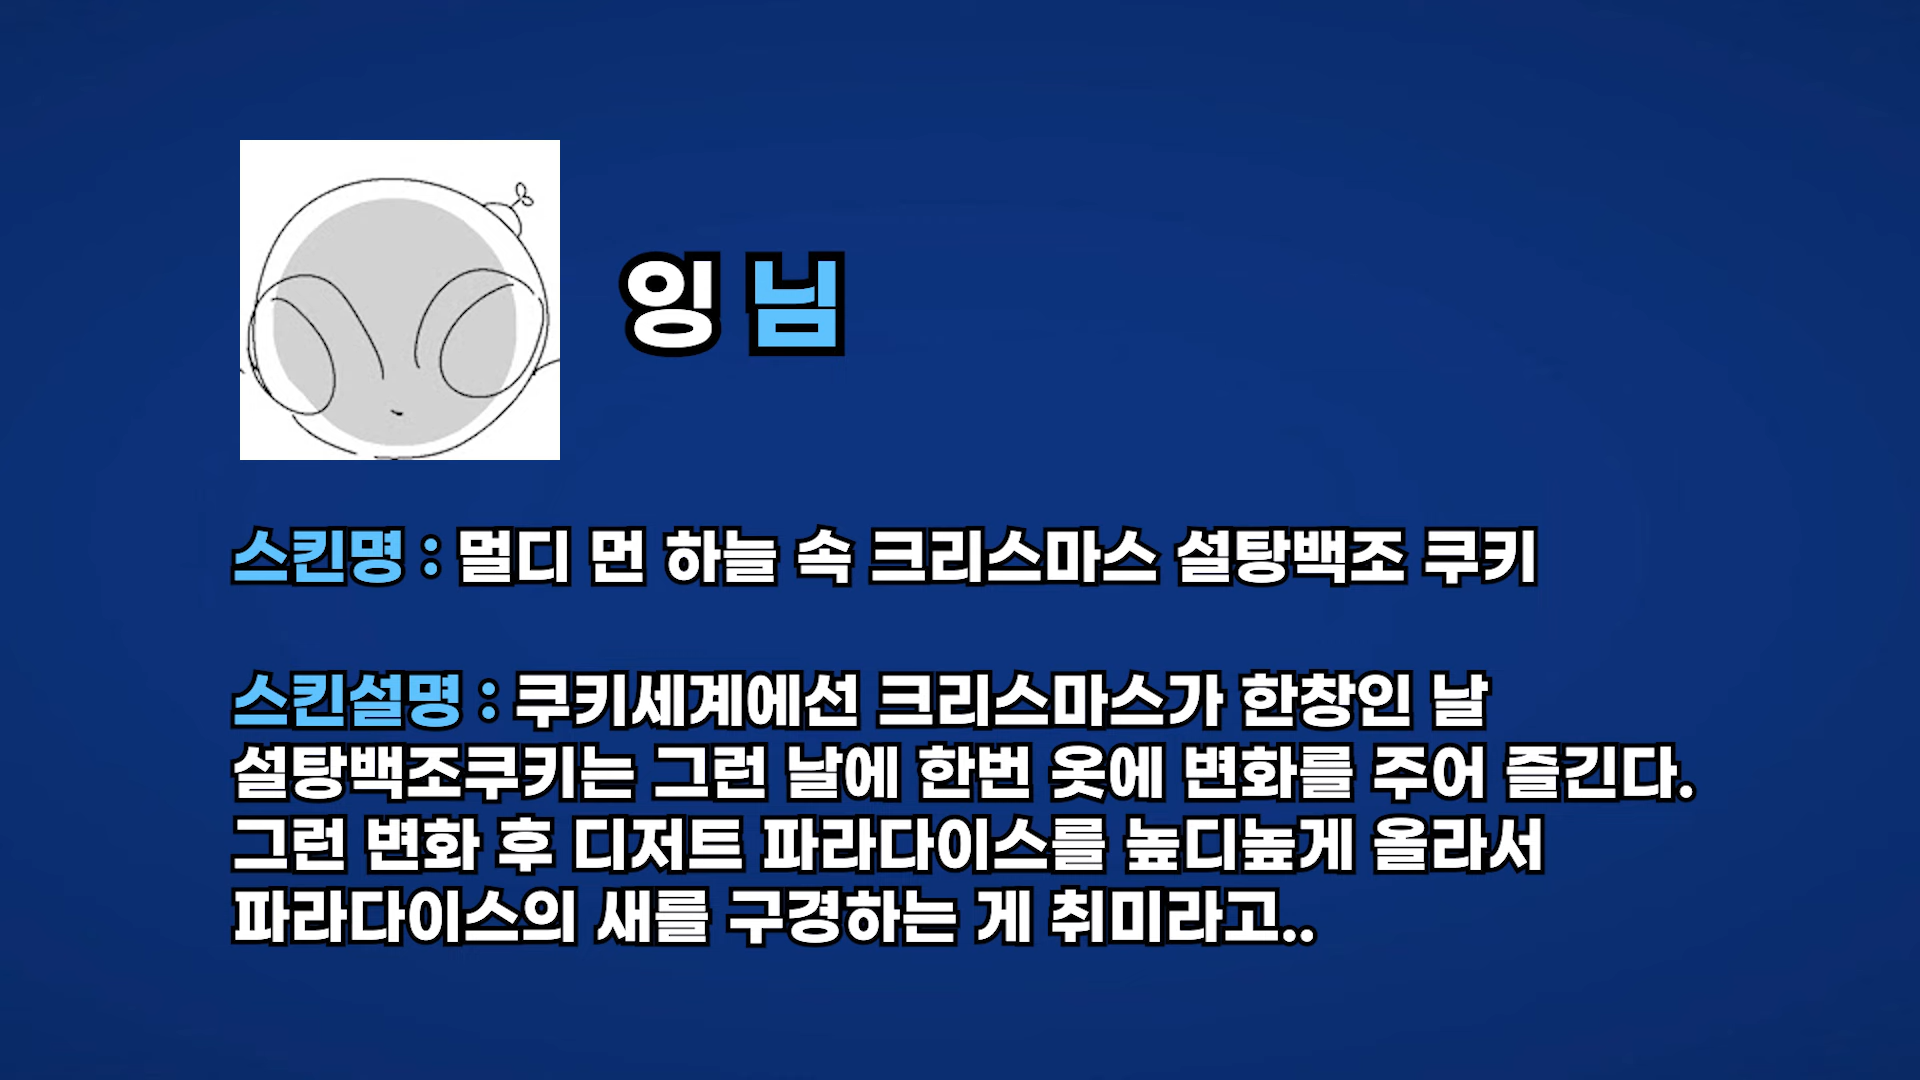 잉 님
스킨명 : 멀디 먼 하늘 속 크리스마스 설탕백조 쿠키
스킨설명 : 쿠키세계에선 크리스마스가 한창인 날
설탕백조쿠키는 그런 날에 한번 옷에 변화를 주어 즐긴다.
그런 변화 후 디저트 파라다이스를 높디높게 올라서
파라다이스의 새를 구경하는 게 취미라고..